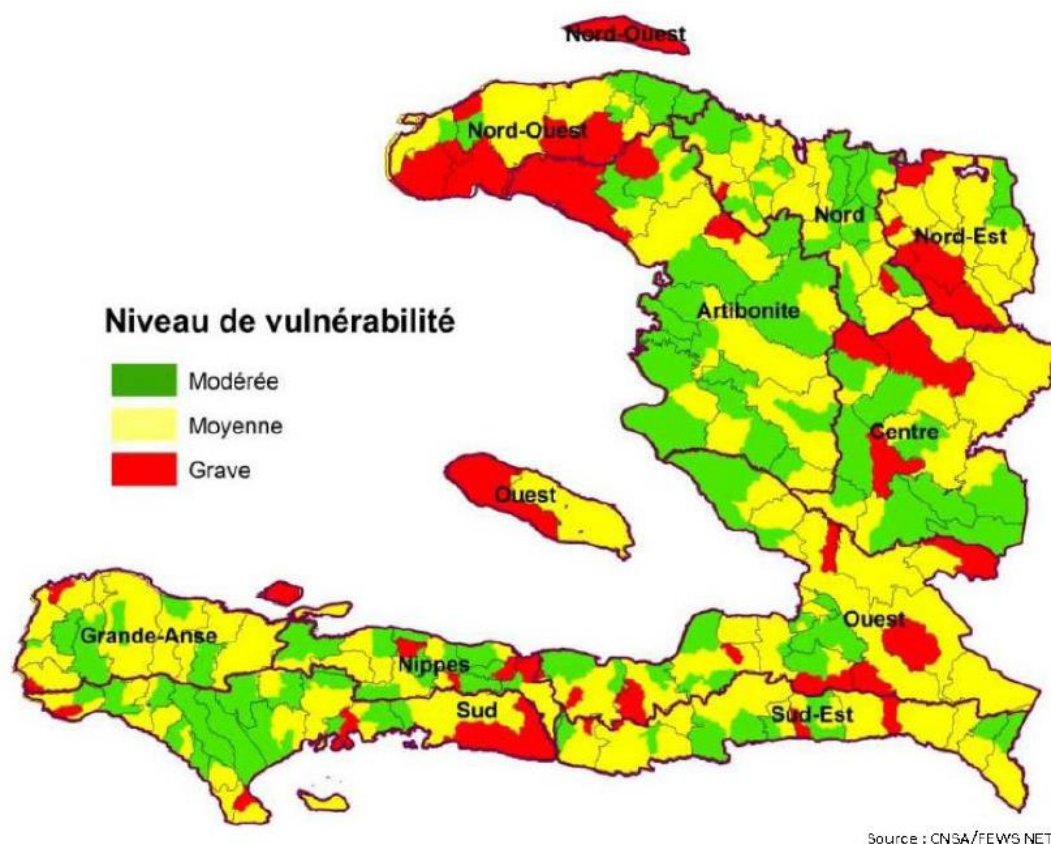 Nord-Ouest
Nord-Ouest
Nord
Nord-Est
Artibonite
Niveau de vulnérabilité
Modérée
Moyenne
Grave
Centre
Ouest
Ouest
Grande-Anse
Nippes
Sud
Sud-Est
Source : CNSA/FEWS NET